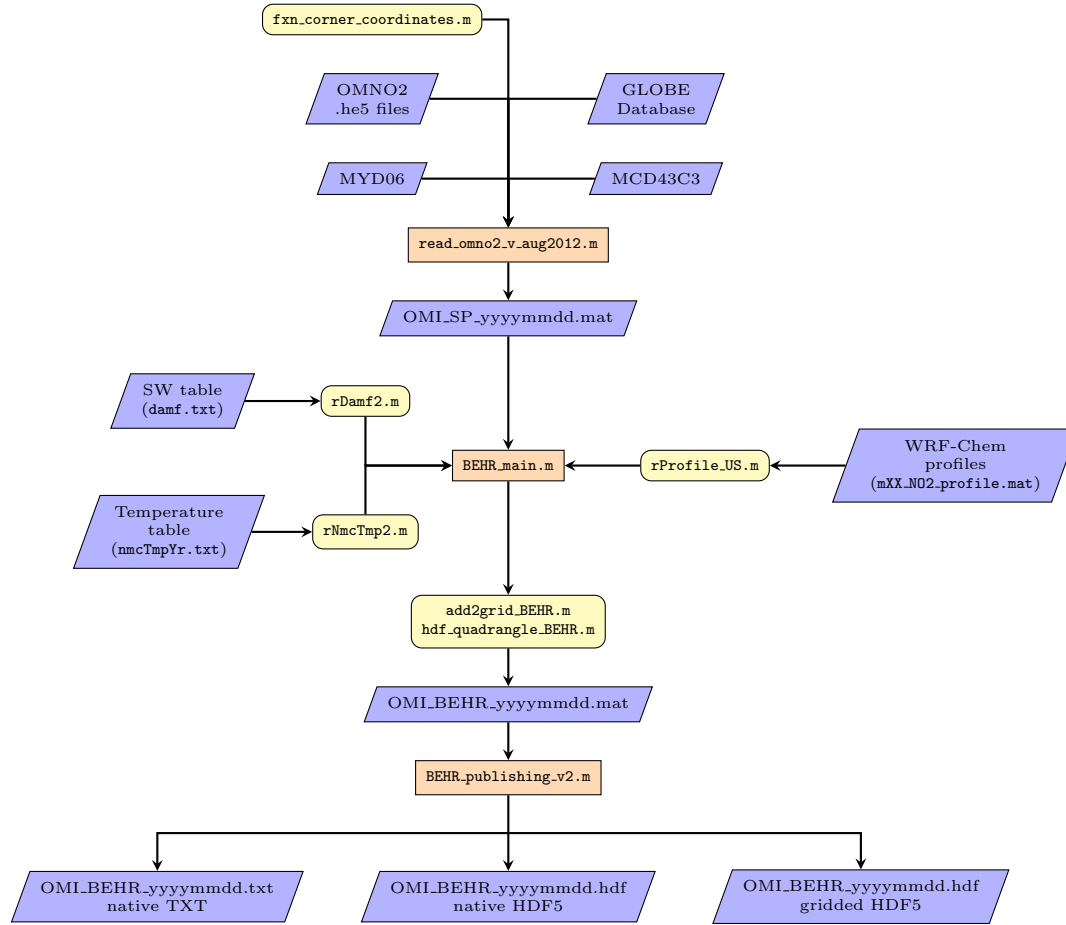 fxn_corner_coordinates.m
OMNO2
.he5 files
GLOBE
Database
MYD06
MCD43C3
read_omno2_v_aug2012.m
OMI_SP_yyyymmdd.mat
SW table
(damf.txt)
rDamf2.m
BEHR_main.m
rProfile_US.m
WRF-Chem
profiles
(mXX_NO2_profile.mat)
Temperature
table
(nmcTmpYr.txt)
rNmcTmp2.m
add2grid_BEHR.m
hdf_quadrangle_BEHR.m
OMI_BEHR_yyyymmdd.mat
BEHR_publishing_v2.m
OMI_BEHR_yyyymmdd.txt
native TXT
OMI_BEHR_yyyymmdd.hdf
native HDF5
OMI_BEHR_yyyymmdd.hdf
gridded HDF5